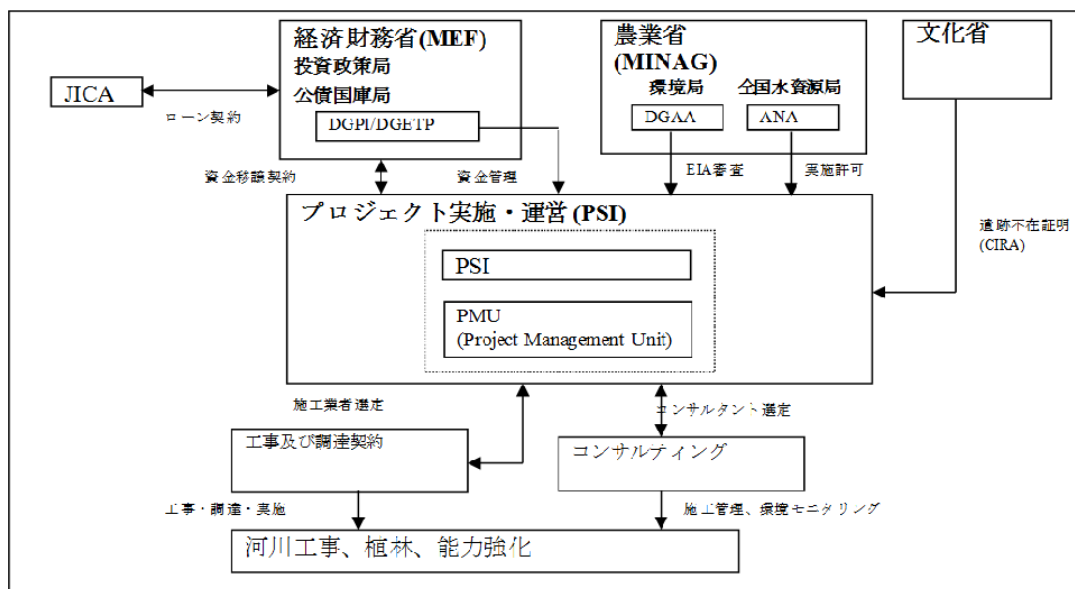 経済財務省(MEF)
投資政策局
公債国庫局
DGPI/DGETP
農業省
(MINAG)
環境局
全国水資源局
DGAA
ANA
文化省
JICA
ローン契約
資金移譲契約
資金管理
EIA審査
実施許可
遺跡不在証明
(CIRA)
プロジェクト実施・運営(PSI)
PSI
PMU
(Project Management Unit)
施工業者選定
コンサルタント選定
工事及び調達契約
コンサルティング
工事・調達・実施
施工管理、環境モニタリング
河川工事、植林、能力強化